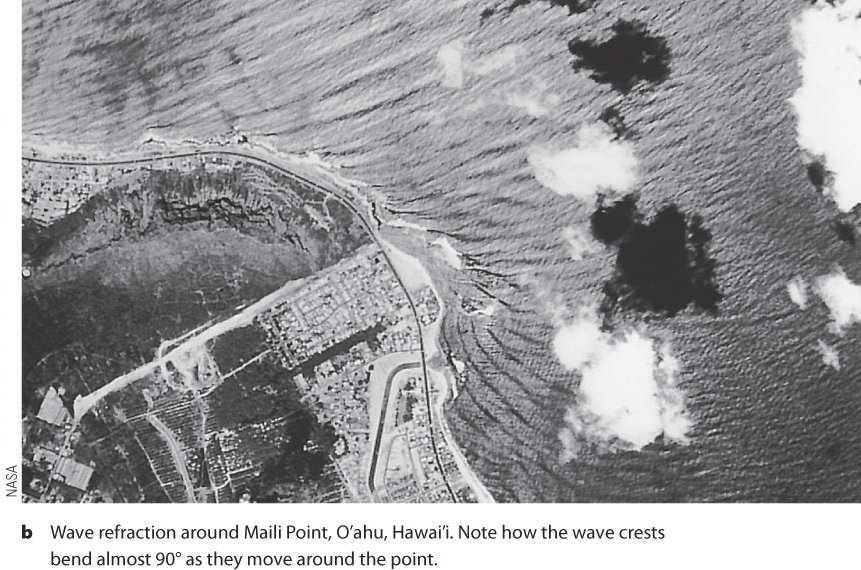 NASA
b Wave refraction around Maili Point, O’ahu, Hawai’i. Note how the wave crests
bend almost 90° as they move around the point.